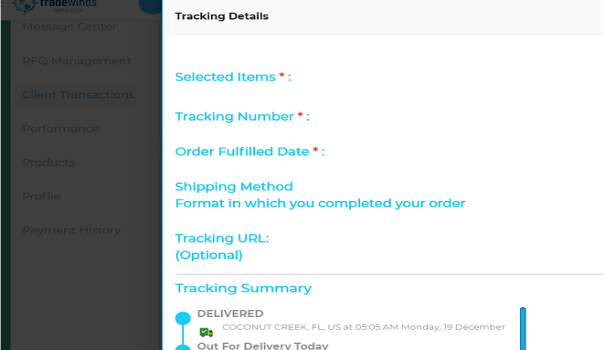 tradewinds
Tracking Details
Message Center
RFQ Management
Client Transactions
Performance
Products
Profile
Payment History
Selected Items * :
Tracking Number * :
Order Fulfilled Date * :
Shipping Method
Format in which you completed your order
Tracking URL:
(Optional)
Tracking Summary
DELIVERED
COCONUT CREEK, FL, US at 05:05 AM Monday, 19 December
Out For Delivery Today